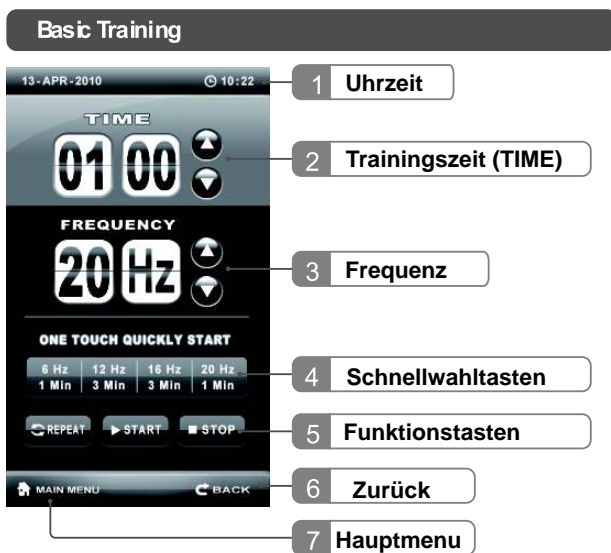 Basic Training
13-APR-2010 10:22
1 Uhrzeit
TIME
01 00
2 Trainingszeit (TIME)
FREQUENCY
20 Hz
3 Frequenz
ONE TOUCH QUICKLY START
6 Hz 12 Hz 16 Hz 20 Hz
1 Min 3 Min 3 Min 1 Min
4 Schnellwahltasten
REPEAT START STOP
5 Funktionstasten
MAIN MENU BACK
6 Zurück
7 Hauptmenu